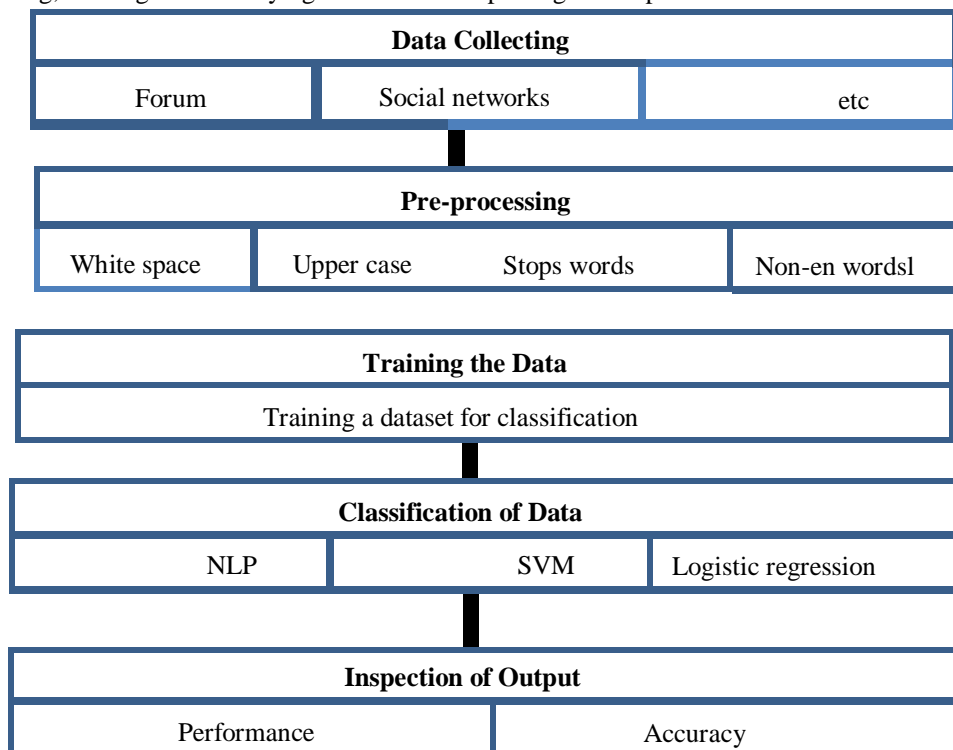 Data Collecting
Forum Social networks etc
Pre-processing
White space Upper case Stops words Non-en wordsl
Training the Data
Training a dataset for classification
Classification of Data
NLP SVM Logistic regression
Inspection of Output
Performance Accuracy